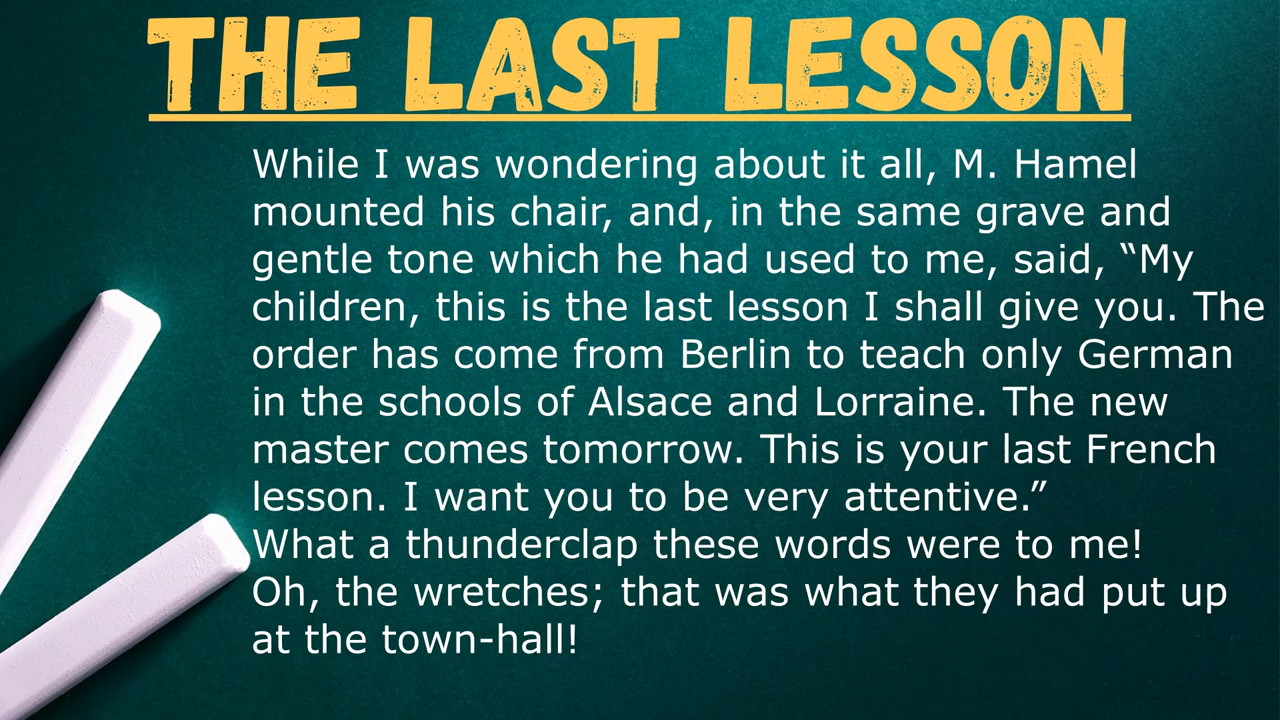 THE LAST LESSON
While I was wondering about it all, M. Hamel
mounted his chair, and, in the same grave and
gentle tone which he had used to me, said, “My
children, this is the last lesson I shall give you. The
order has come from Berlin to teach only German
in the schools of Alsace and Lorraine. The new
master comes tomorrow. This is your last French
lesson. I want you to be very attentive.”
What a thunderclap these words were to me!
Oh, the wretches; that was what they had put up
at the town-hall!